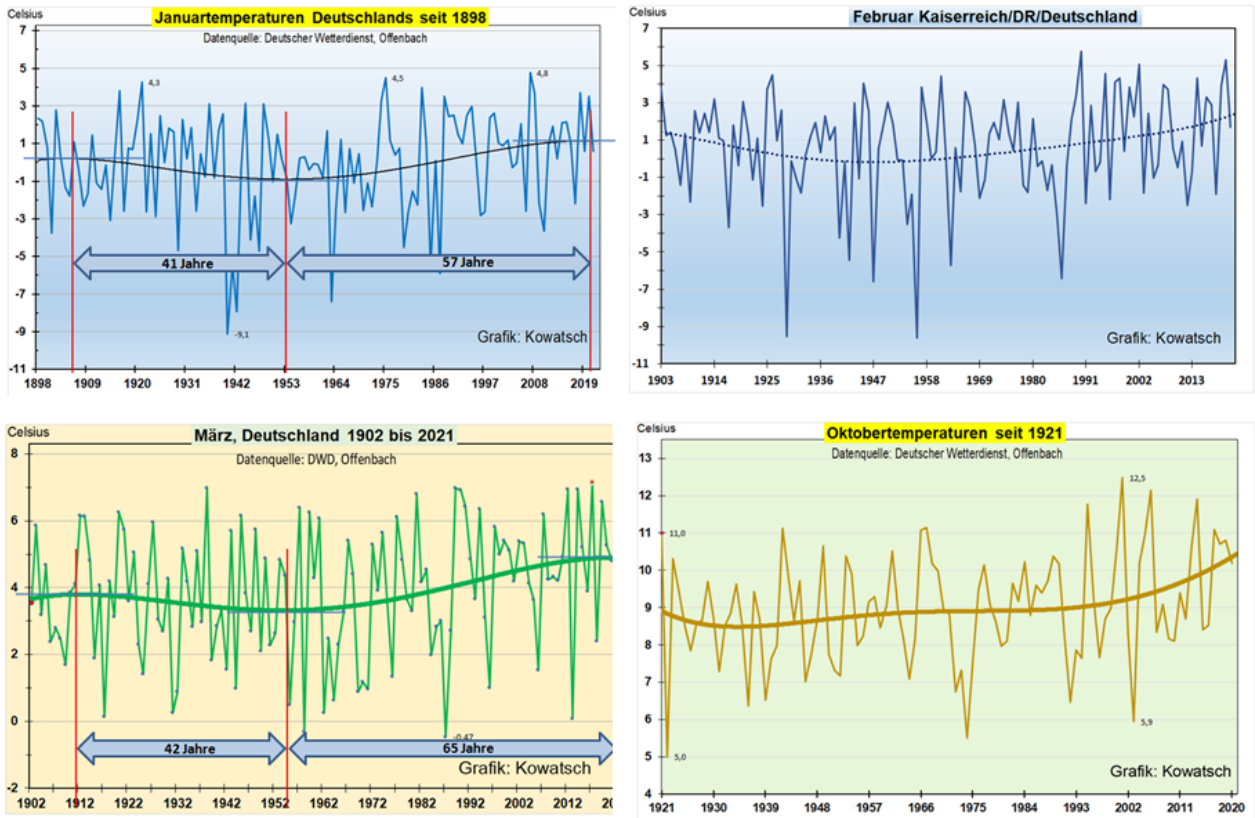 Celsius
Januartemperaturen Deutschlands seit 1898
Datenquelle: Deutscher Wetterdienst, Offenbach
7
5
3
1
-1
-3
-5
-7
-9
-11
4,3
4,5
4,8
-9,1
41 Jahre
57 Jahre
Grafik: Kowatsch
1898 1909 1920 1931 1942 1953 1964 1975 1986 1997 2008 2019
Celsius
Februar Kaiserreich/DR/Deutschland
7
5
3
1
-1
-3
-5
-7
-9
-11
Grafik: Kowatsch
1903 1914 1925 1936 1947 1958 1969 1980 1991 2002 2013
Celsius
März, Deutschland 1902 bis 2021
Datenquelle: DWD, Offenbach
8
6
4
2
0
-2
-0.47
42 Jahre
65 Jahre
Grafik: Kowatsch
1902 1912 1922 1932 1942 1952 1962 1972 1982 1992 2002 2012
Celsius
Oktobertemperaturen seit 1921
Datenquelle: Deutscher Wetterdienst, Offenbach
13
12
11
10
9
8
7
6
5
4
11,0
5,0
12,5
5,9
Grafik: Kowatsch
1921 1930 1939 1948 1957 1966 1975 1984 1993 2002 2011 2020